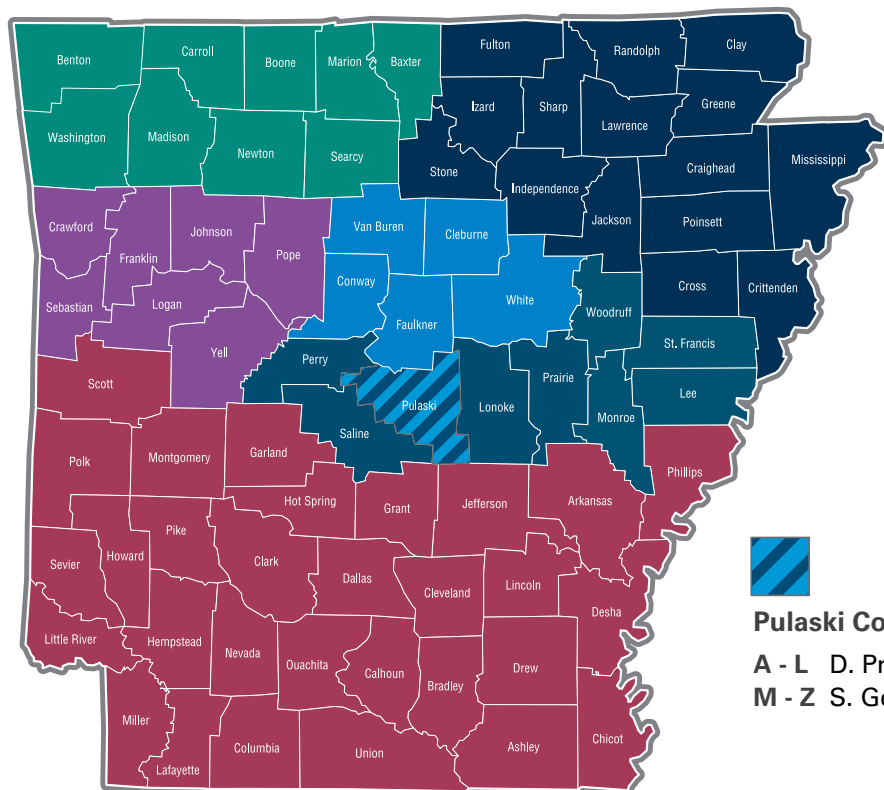 Benton
Carroll
Boone
Marion
Baxter
Fulton
Randolph
Clay
Izard
Sharp
Greene
Washington
Madison
Newton
Searcy
Stone
Lawrence
Craighead
Mississippi
Independence
Jackson
Poinsett
Crawford
Franklin
Johnson
Pope
Van Buren
Cleburne
Sebastian
Logan
Conway
Faulkner
White
Woodruff
Cross
Crittenden
St. Francis
Yell
Perry
Scott
Pulaski
Saline
Lonoke
Prairie
Monroe
Lee
Polk
Montgomery
Garland
Hot Spring
Grant
Jefferson
Arkansas
Phillips
Sevier
Howard
Pike
Clark
Dallas
Cleveland
Lincoln
Desha
Little River
Hempstead
Nevada
Ouachita
Calhoun
Bradley
Drew
Miller
Lafayette
Columbia
Union
Ashley
Chicot
Pulaski Co
A - L D. Pr
M - Z S. Ge